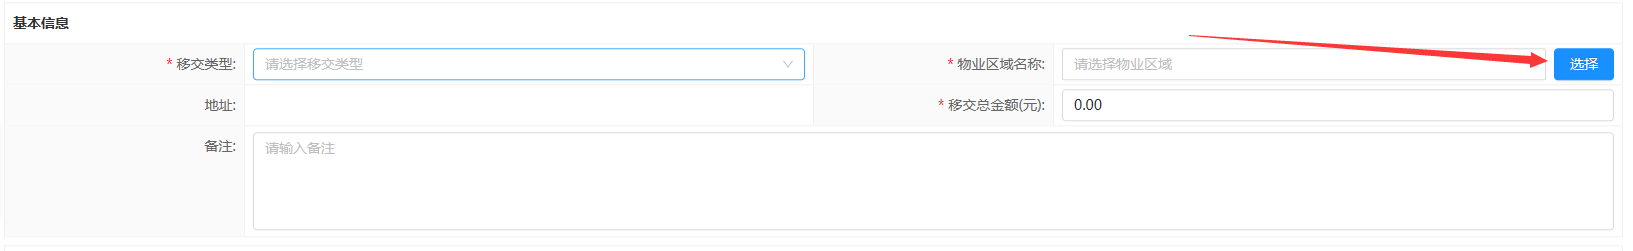 基本信息
* 移交类型: 请选择移交类型 * 物业区域名称: 请选择物业区域 选择
地址: * 移交总金额(元): 0.00
备注: 请输入备注